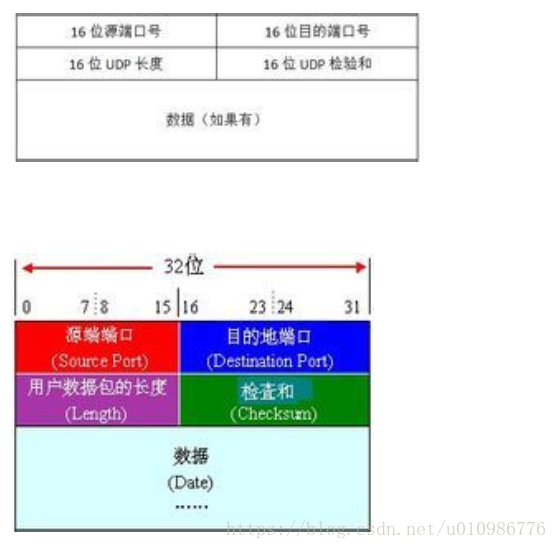 16 位源端口号 16 位目的端口号
16 位 UDP 长度 16 位 UDP 检验和
数据（如果有）
32位
0 7 8 15 16 23 24 31
源端端口 目的地端口
(Source Port) (Destination Port)
用户数据包的长度 检查和
(Length) (Checksum)
数据
(Date)
······
https://blog.csdn.net/u010986776